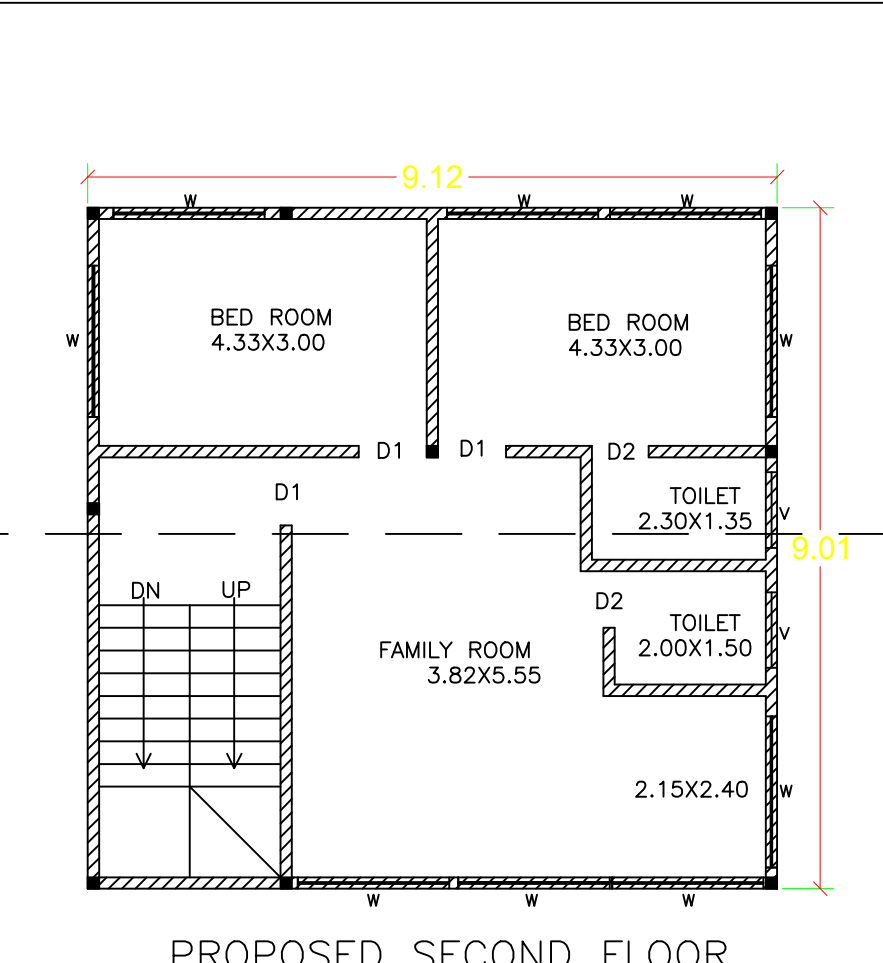 9.12
W
W
W
BED ROOM
4.33X3.00
BED ROOM
4.33X3.00
W
W
D1
D1
D2
D1
TOILET
2.30X1.35
V
9.01
DN
UP
D2
TOILET
2.00X1.50
V
FAMILY ROOM
3.82X5.55
2.15X2.40
W
W
W
W
PROPOSED SECOND FLOOR